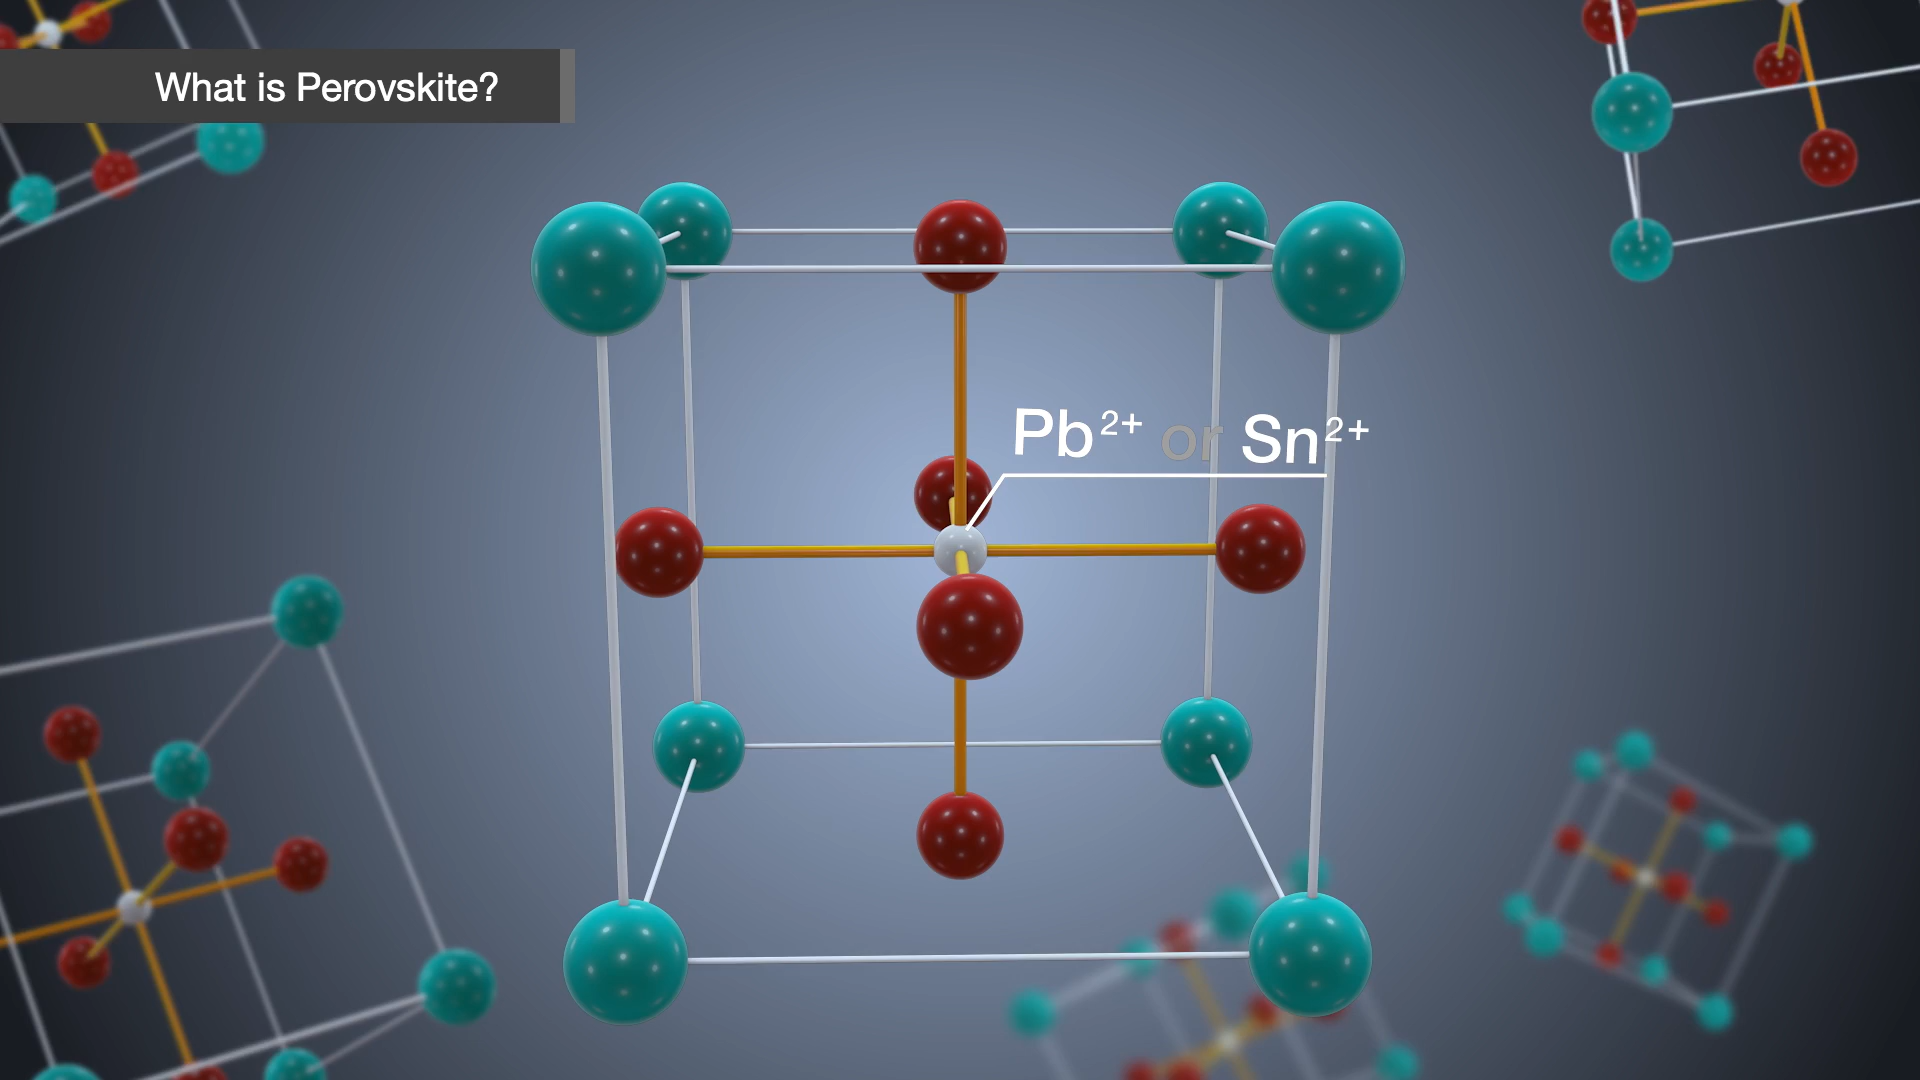 What is Perovskite?
Pb²⁺ or Sn²⁺